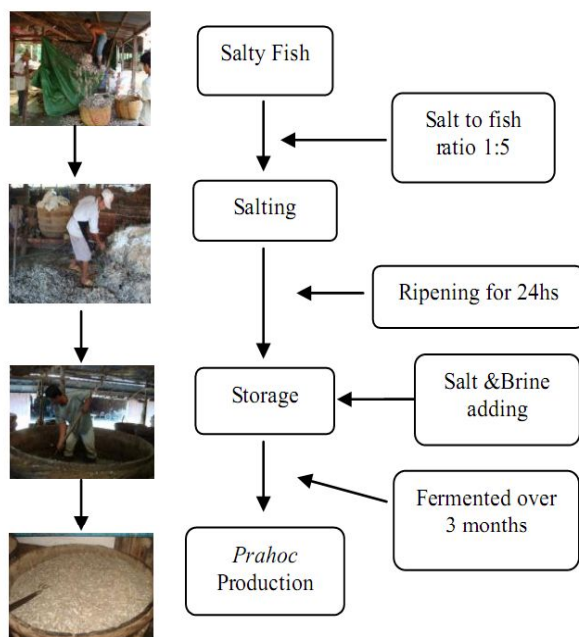 Salty Fish
Salt to fish
ratio 1:5
Salting
Ripening for 24hs
Storage
Salt &Brine
adding
Fermented over
3 months
Prahoc
Production